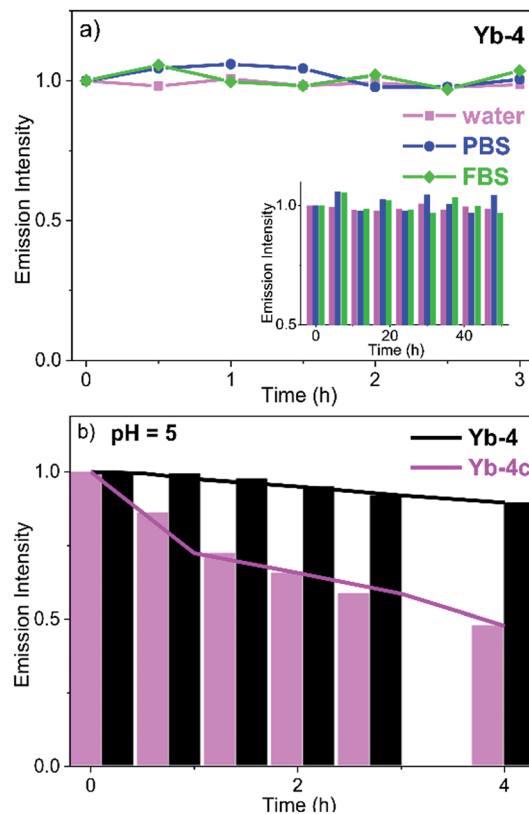 a) Yb-4
1.0
0.5
0.0
Emission Intensity
water
PBS
FBS
1.0
0.5
Emission Intensity
0 20 40
Time (h)
0 1 2 3
Time (h)
b) pH = 5
Yb-4
Yb-4c
1.0
0.5
0.0
Emission Intensity
0 2 4
Time (h)